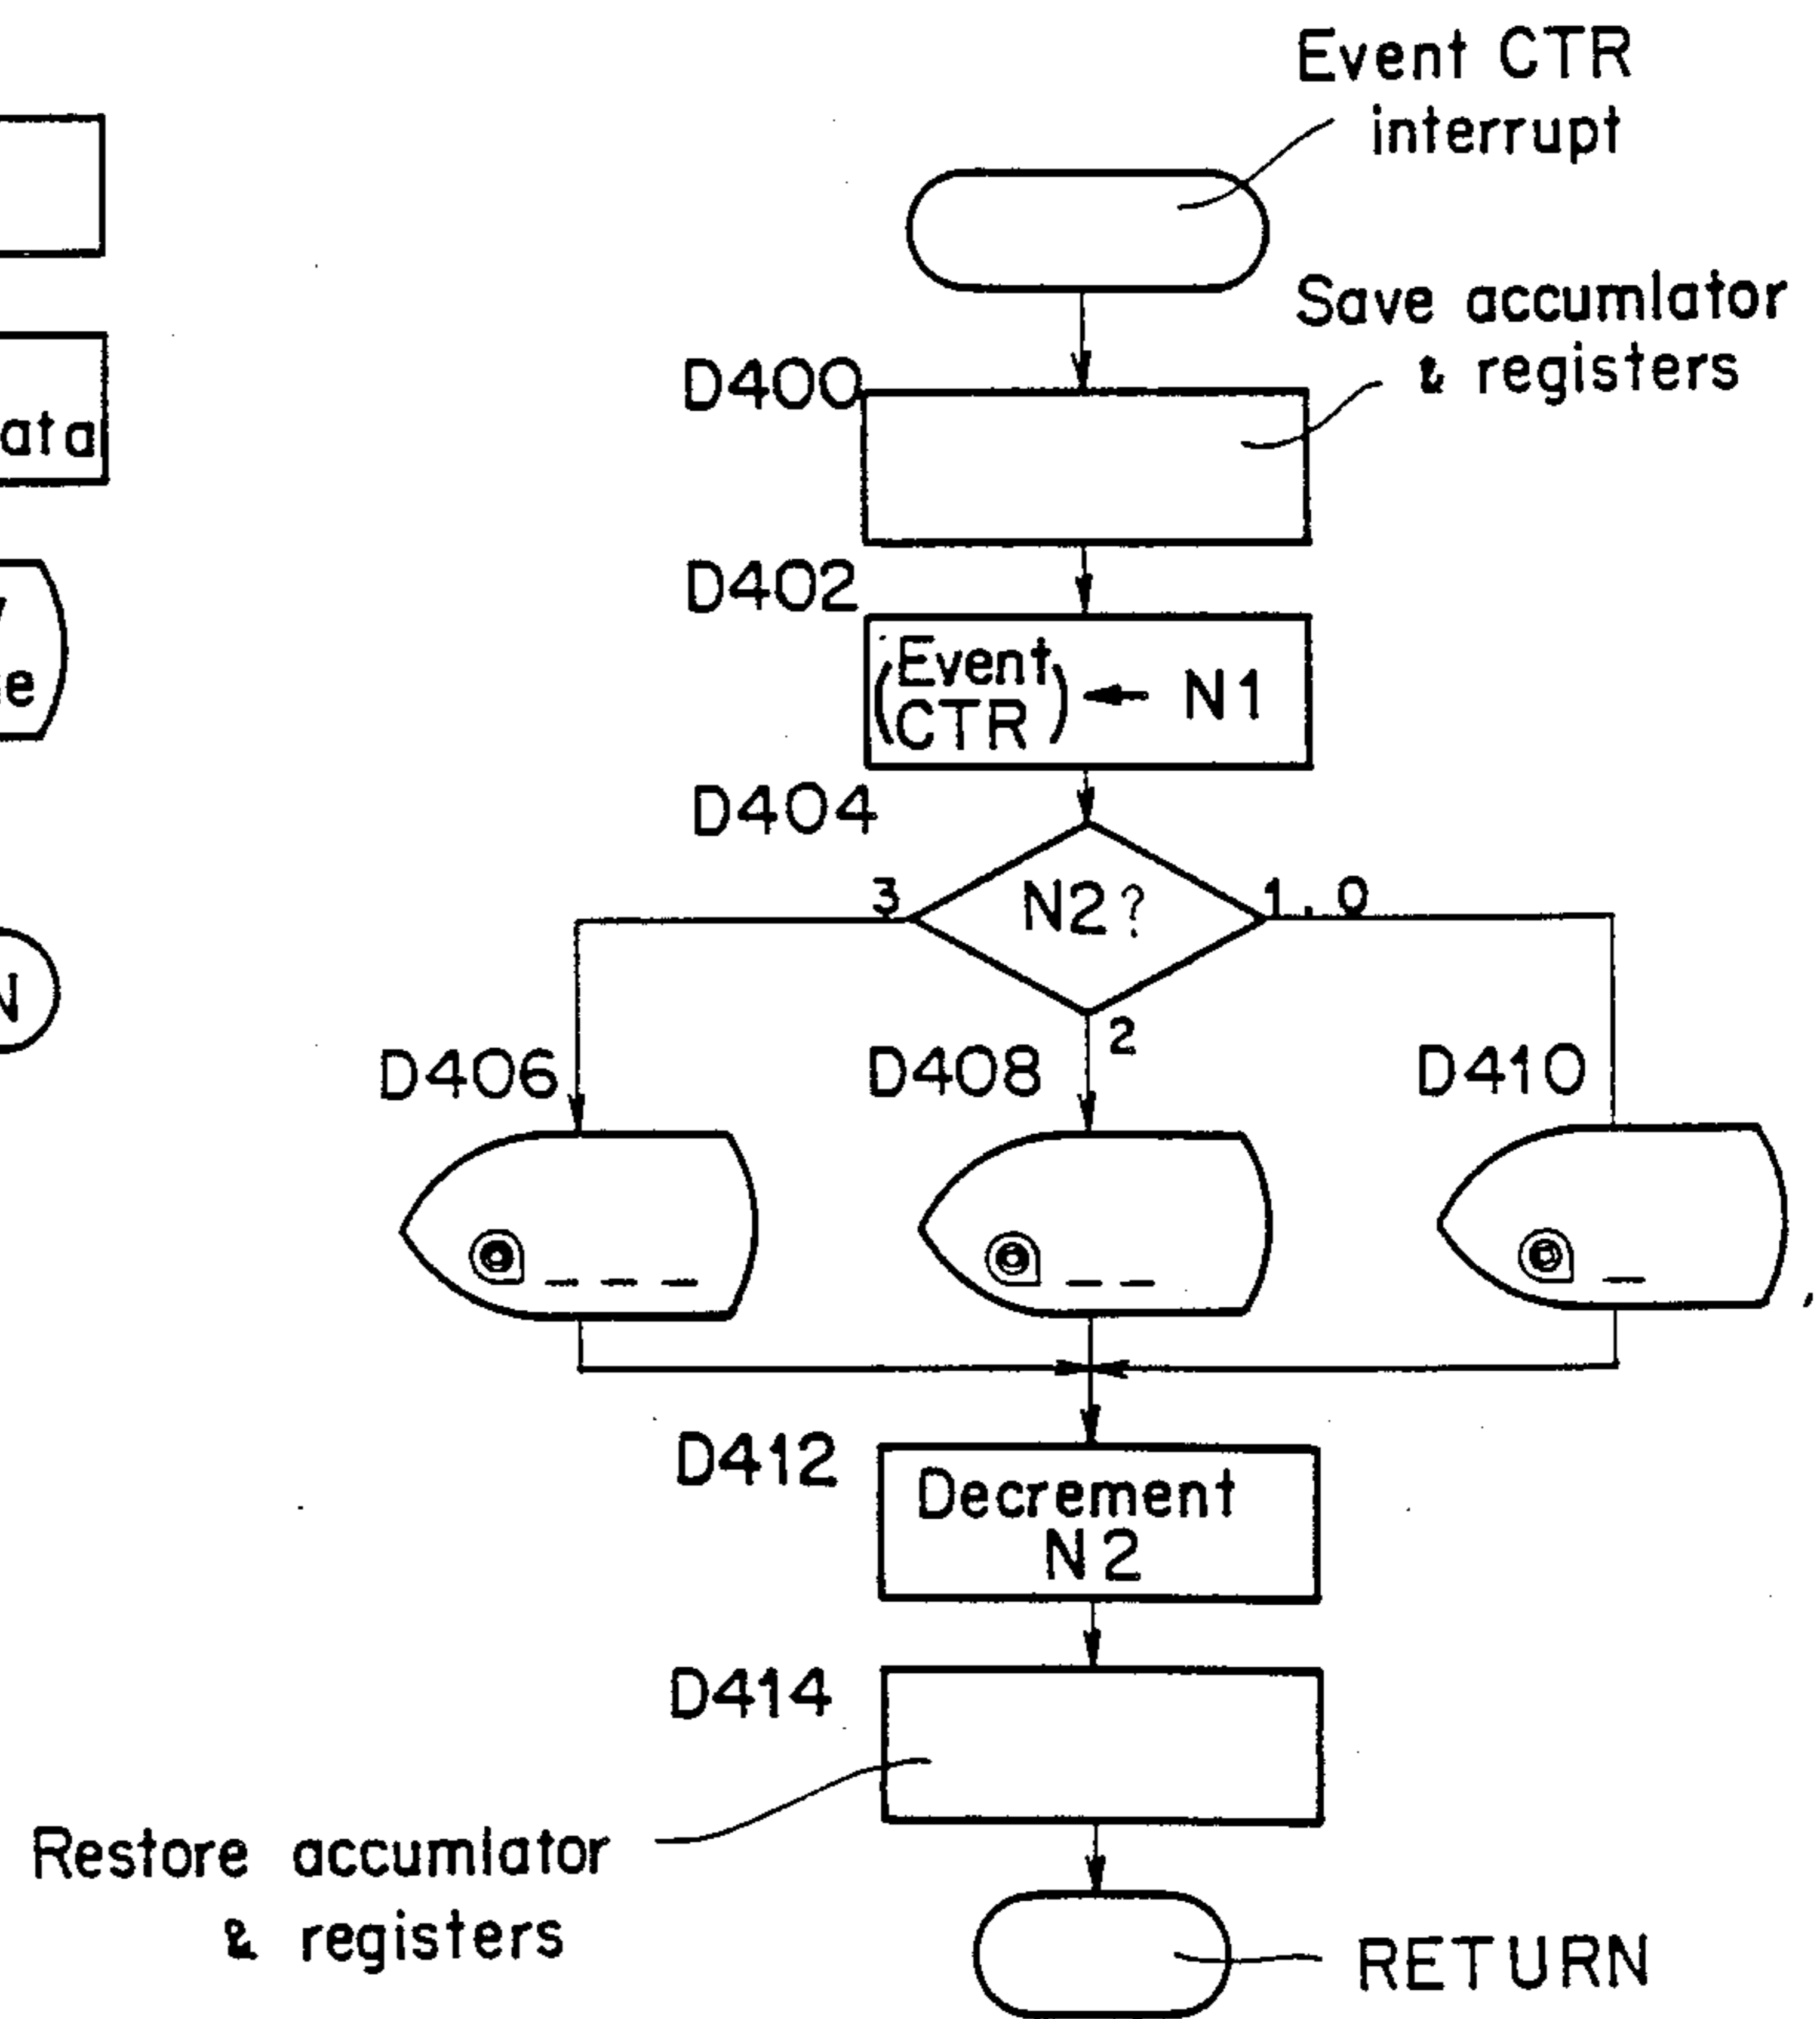 Event CTR
interrupt
Save accumlator
& registers
D400
ata
D402
Event
CTR
← N1
e
D404
3
N2?
1, 0
N
2
D406
D408
D410
D412
Decrement
N2
D414
Restore accumlator
& registers
RETURN